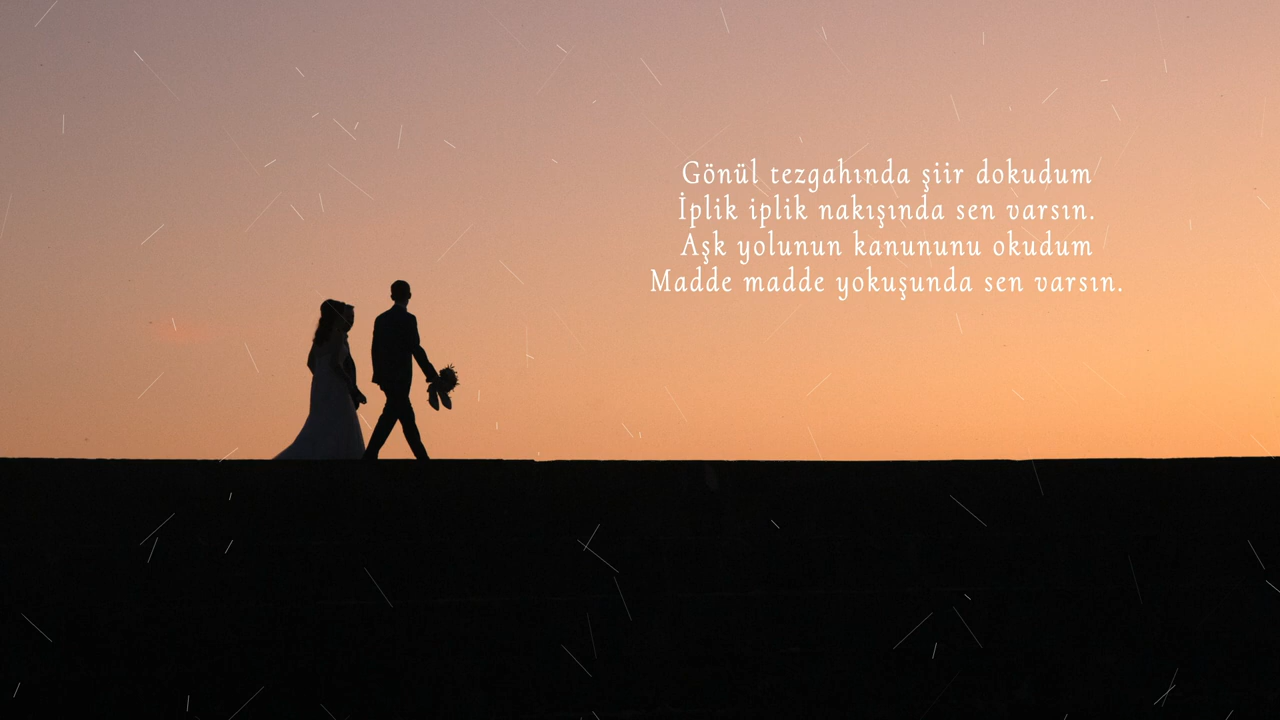 Gönül tezgahında şiir dokudum
İplik iplik nakışında sen varsın.
Aşk yolunun kanununu okudum
Madde madde yokuşunda sen varsın.